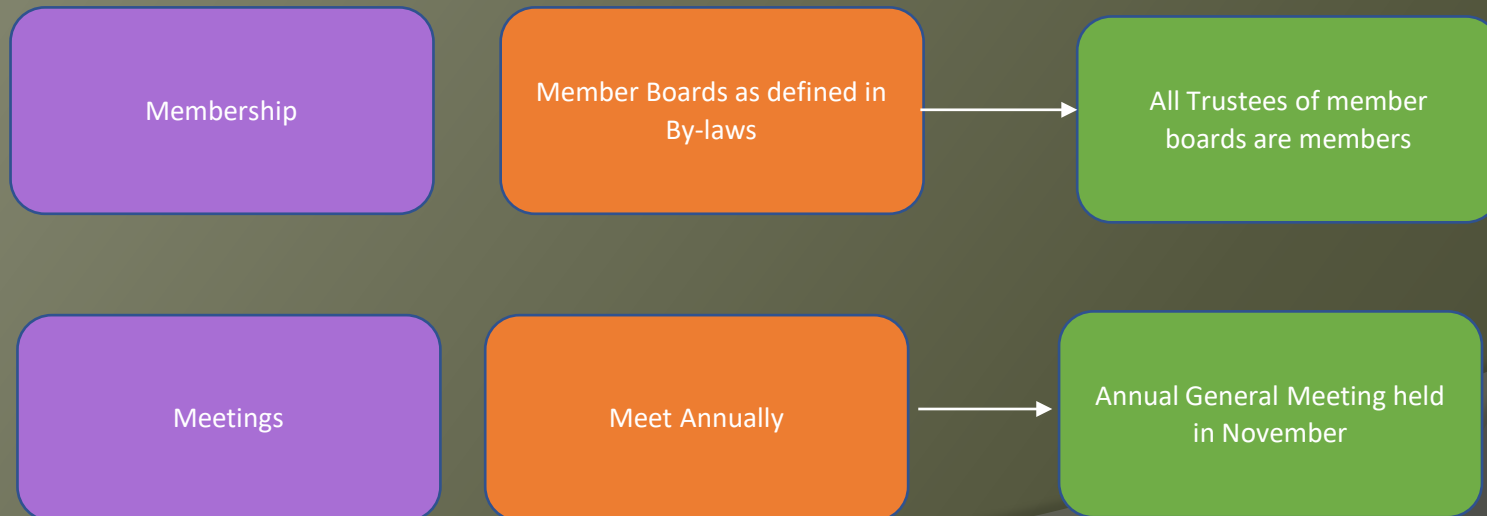 Membership
Member Boards as defined in
By-laws
All Trustees of member
boards are members
Meetings
Meet Annually
Annual General Meeting held
in November